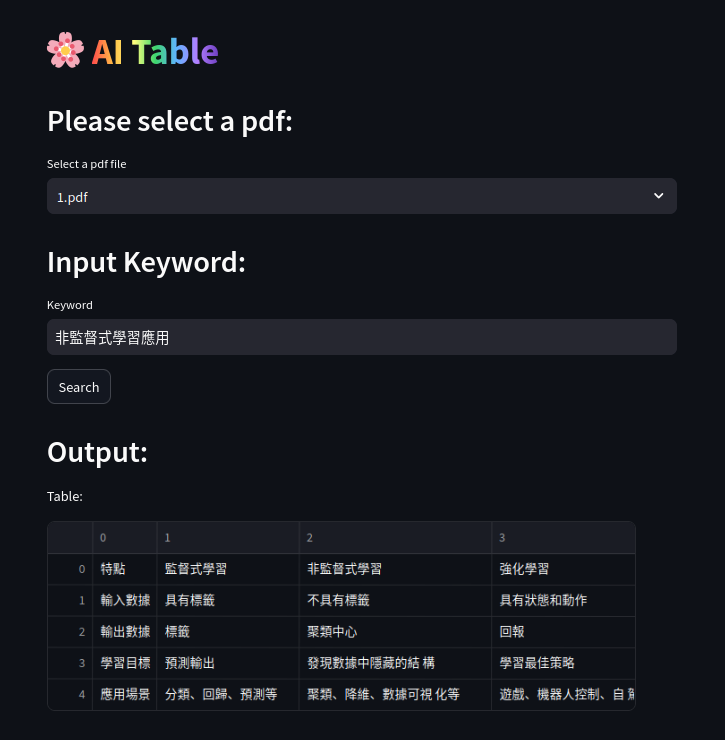 🌸 AI Table
Please select a pdf:
Select a pdf file
1.pdf
Input Keyword:
Keyword
非監督式學習應用
Search
Output:
Table:
0 1 2 3
0 特點 監督式學習 非監督式學習 強化學習
1 輸入數據 具有標籤 不具有標籤 具有狀態和動作
2 輸出數據 標籤 聚類中心 回報
3 學習目標 預測輸出 發現數據中隱藏的結 構 學習最佳策略
4 應用場景 分類、回歸、預測等 聚類、降維、數據可視 化等 遊戲、機器人控制、自